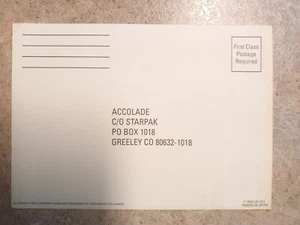 First Class
Postage
Required
ACCOLADE
C/O STARPAK
PO BOX 1018
GREELEY CO 80632-1018